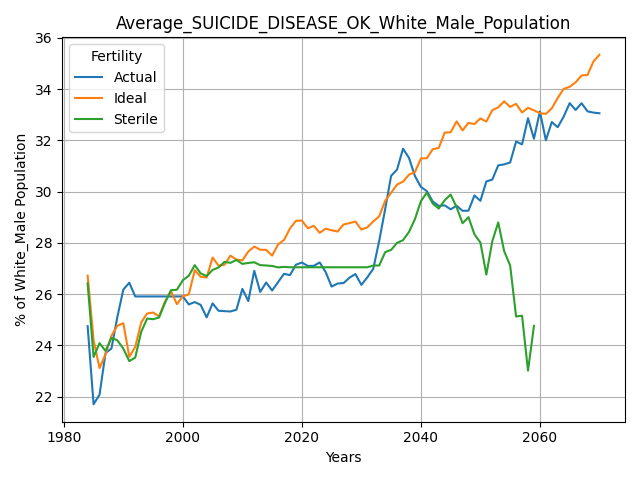 Average_SUICIDE_DISEASE_OK_White_Male_Population
% of White_Male Population
36
34
32
30
28
26
24
22
Fertility
Actual
Ideal
Sterile
1980
2000
2020
2040
2060
Years